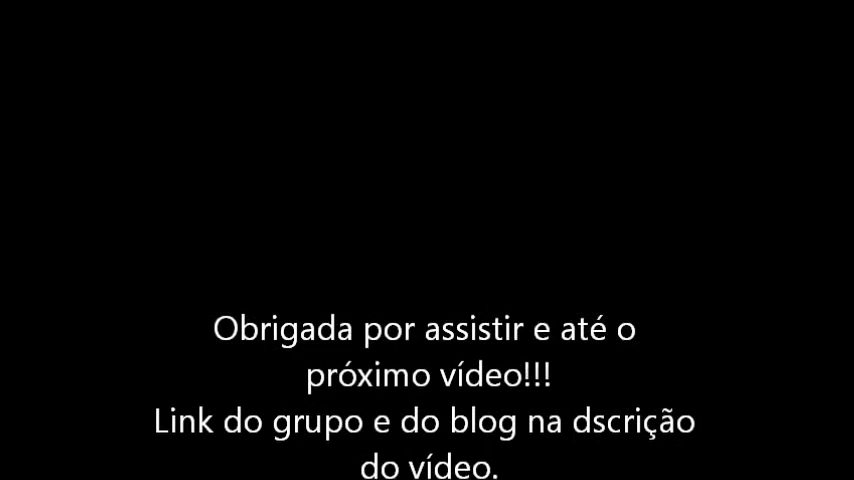 Obrigada por assistir e até o
próximo vídeo!!!
Link do grupo e do blog na dscrição
do vídeo.